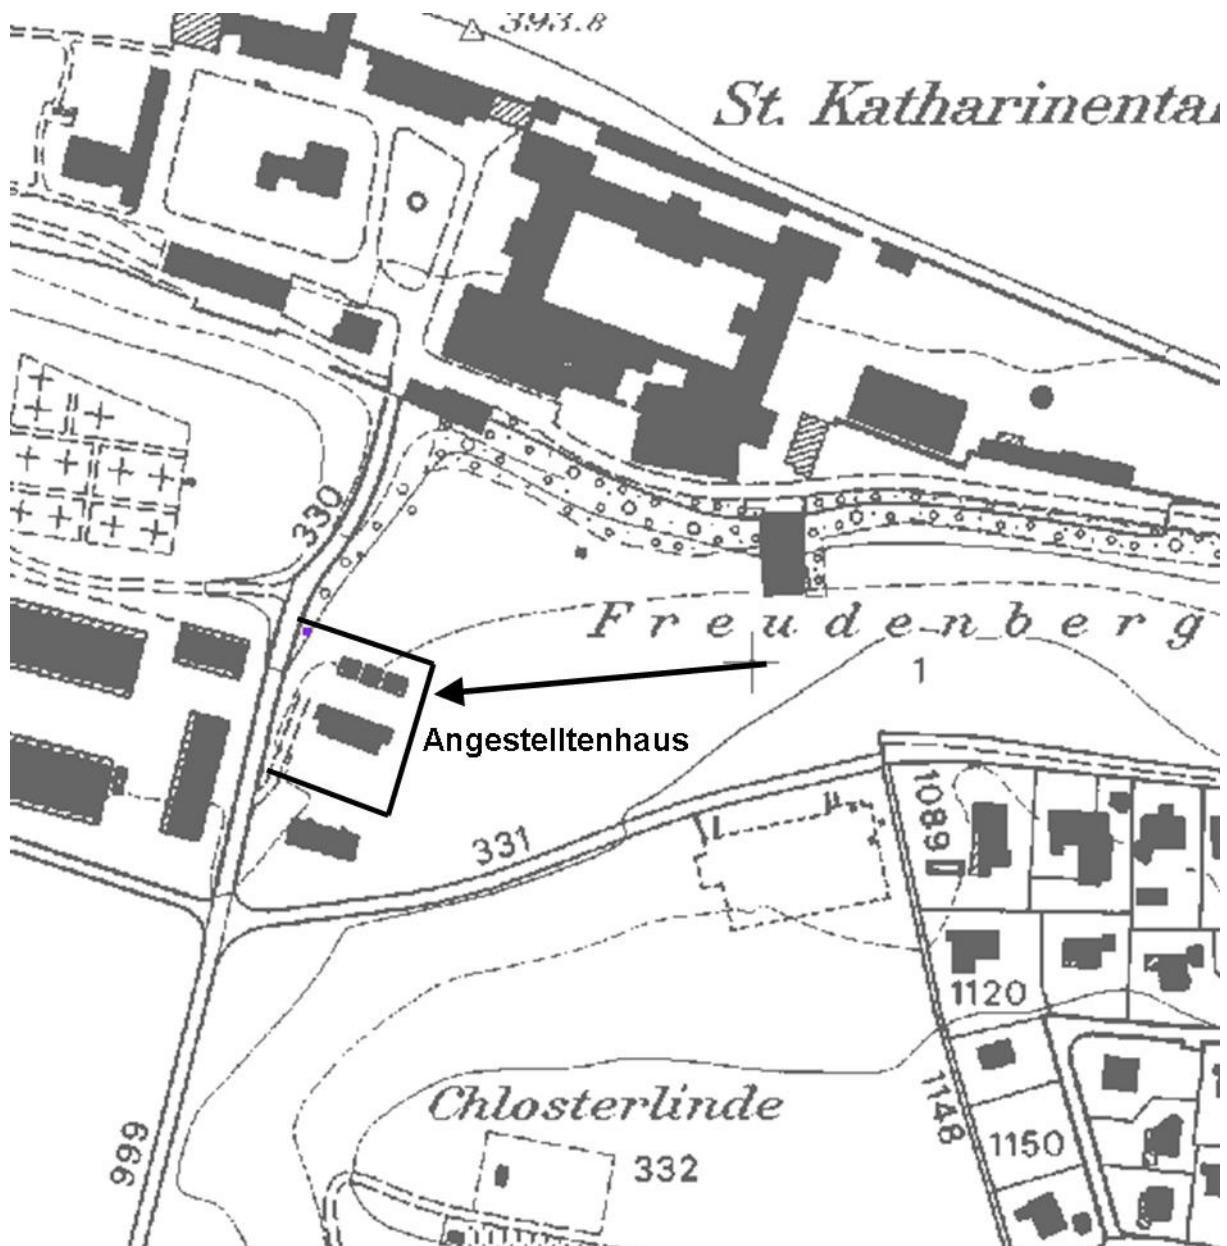 393.8
St. Katharinental
330
Freudenberg
1
Angestelltenhaus
1089
331
1120
Chlosterlinde
1148
999
1150
332